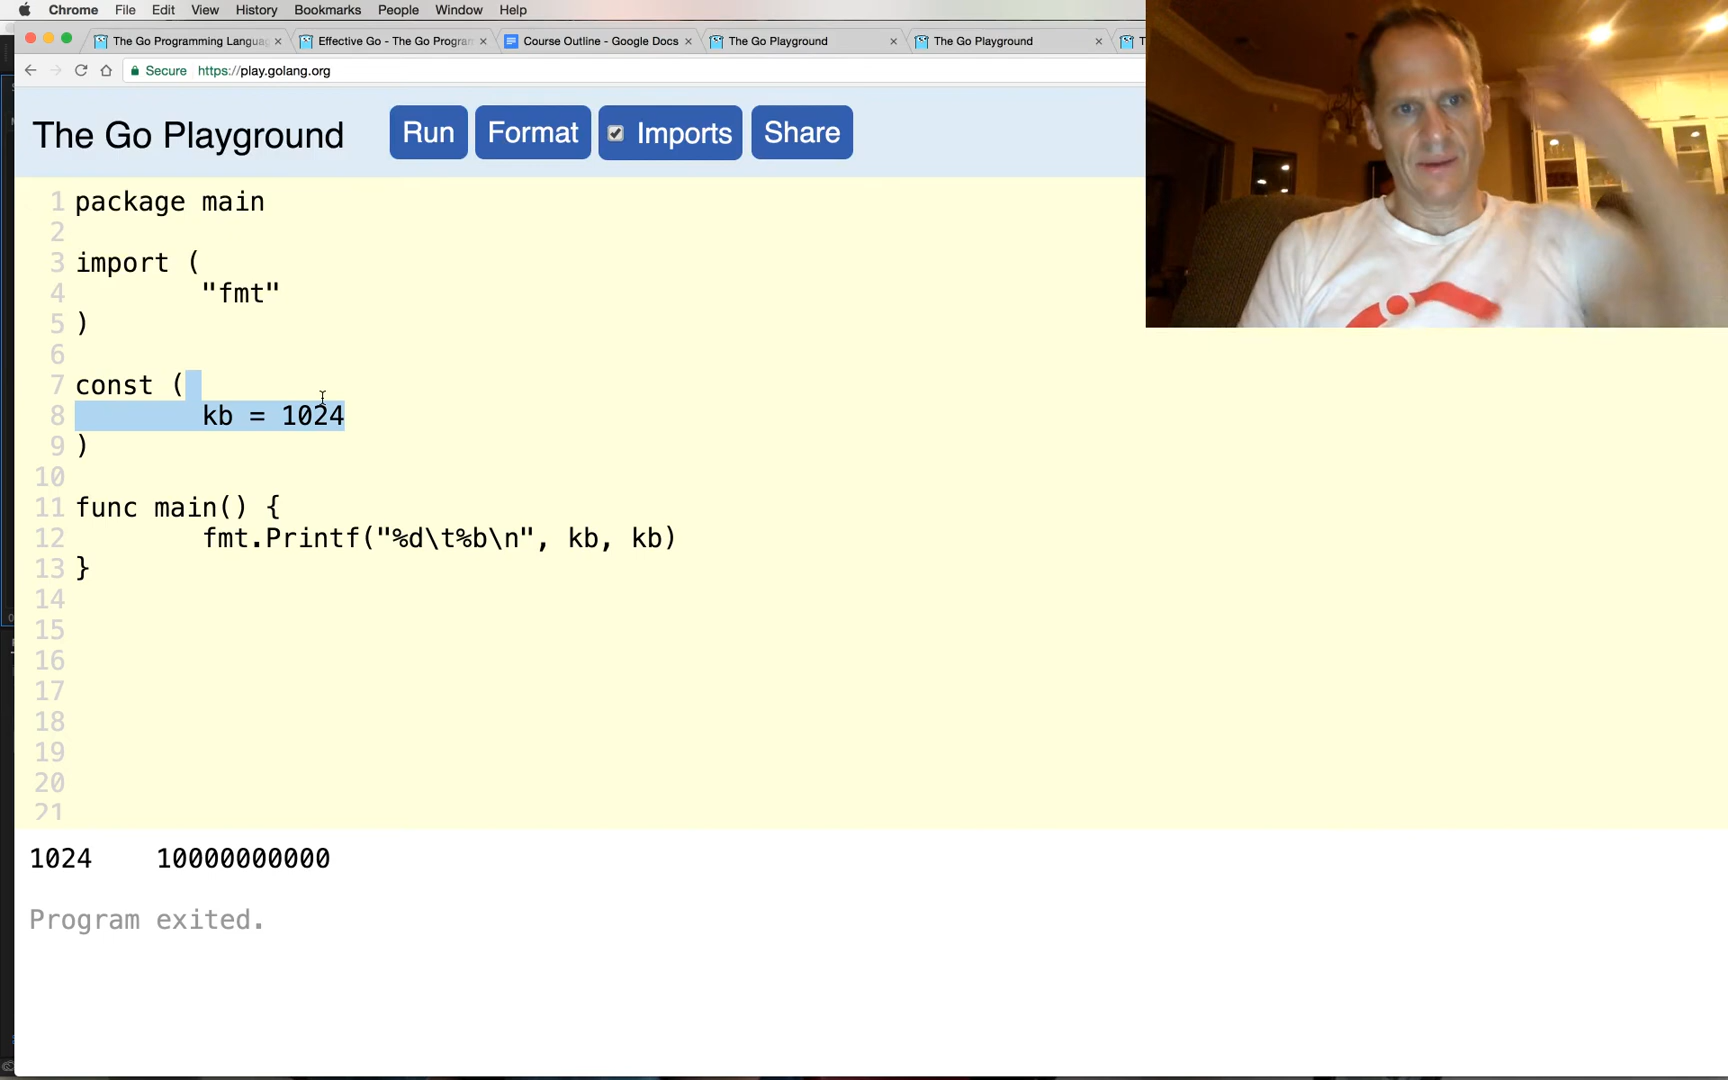 Chrome File Edit View History Bookmarks People Window Help
The Go Programming Langua × Effective Go - The Go Program × Course Outline - Google Docs × The Go Playground × The Go Playground × T
Secure https://play.golang.org
The Go Playground Run Format Imports Share
1 package main
2
3 import (
4 "fmt"
5 )
6
7 const (
8 kb = 1024
9 )
10
11 func main() {
12 fmt.Printf("%d\t%b\n", kb, kb)
13 }
14
15
16
17
18
19
20
21
1024 10000000000
Program exited.